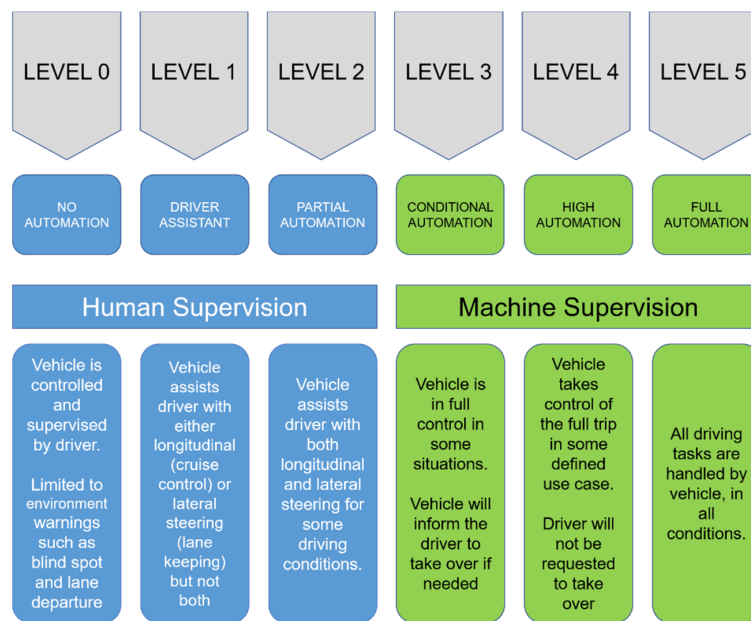 LEVEL 0
LEVEL 1
LEVEL 2
LEVEL 3
LEVEL 4
LEVEL 5
NO
AUTOMATION
DRIVER
ASSISTANT
PARTIAL
AUTOMATION
CONDITIONAL
AUTOMATION
HIGH
AUTOMATION
FULL
AUTOMATION
Human Supervision
Machine Supervision
Vehicle is
controlled
and
supervised
by driver.
Limited to
environment
warnings
such as
blind spot
and lane
departure
Vehicle
assists
driver with
either
longitudinal
(cruise
control) or
lateral
steering
(lane
keeping)
but not
both
Vehicle
assists
driver with
both
longitudinal
and lateral
steering for
some
driving
conditions.
Vehicle is
in full
control in
some
situations.
Vehicle will
inform the
driver to
take over if
needed
Vehicle
takes
control of
the full trip
in some
defined
use case.
Driver will
not be
requested
to take
over
All driving
tasks are
handled by
vehicle, in
all
conditions.